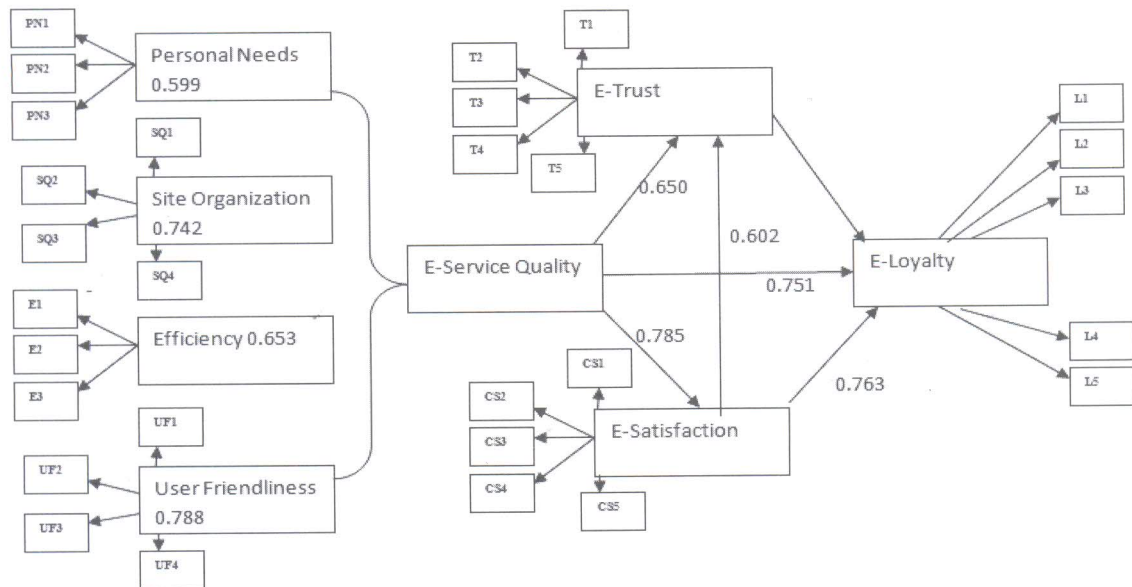 PN1
PN2
PN3
Personal Needs
0.599
SQ1
SQ2
SQ3
SQ4
Site Organization
0.742
E1
E2
E3
Efficiency 0.653
UF1
UF2
UF3
UF4
User Friendliness
0.788
E-Service Quality
T1
T2
T3
T4
T5
E-Trust
0.650
0.602
0.751
0.785
0.763
CS1
CS2
CS3
CS4
CS5
E-Satisfaction
E-Loyalty
L1
L2
L3
L4
L5